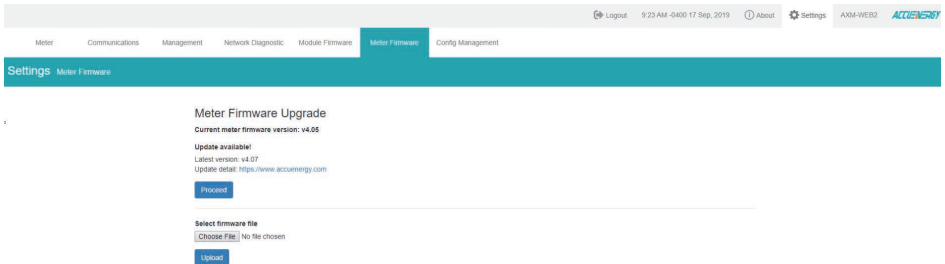 Logout 9:23 AM -0400 17 Sep, 2019 About Settings AXM-WEB2 ACCUENERGY
Meter Communications Management Network Diagnostic Module Firmware Meter Firmware Config Management
Settings Meter Firmware
Meter Firmware Upgrade
Current meter firmware version: v4.05
Update available!
Latest version: v4.07
Update detail: https://www.accuenergy.com
Proceed
Select firmware file
Choose File No file chosen
Upload